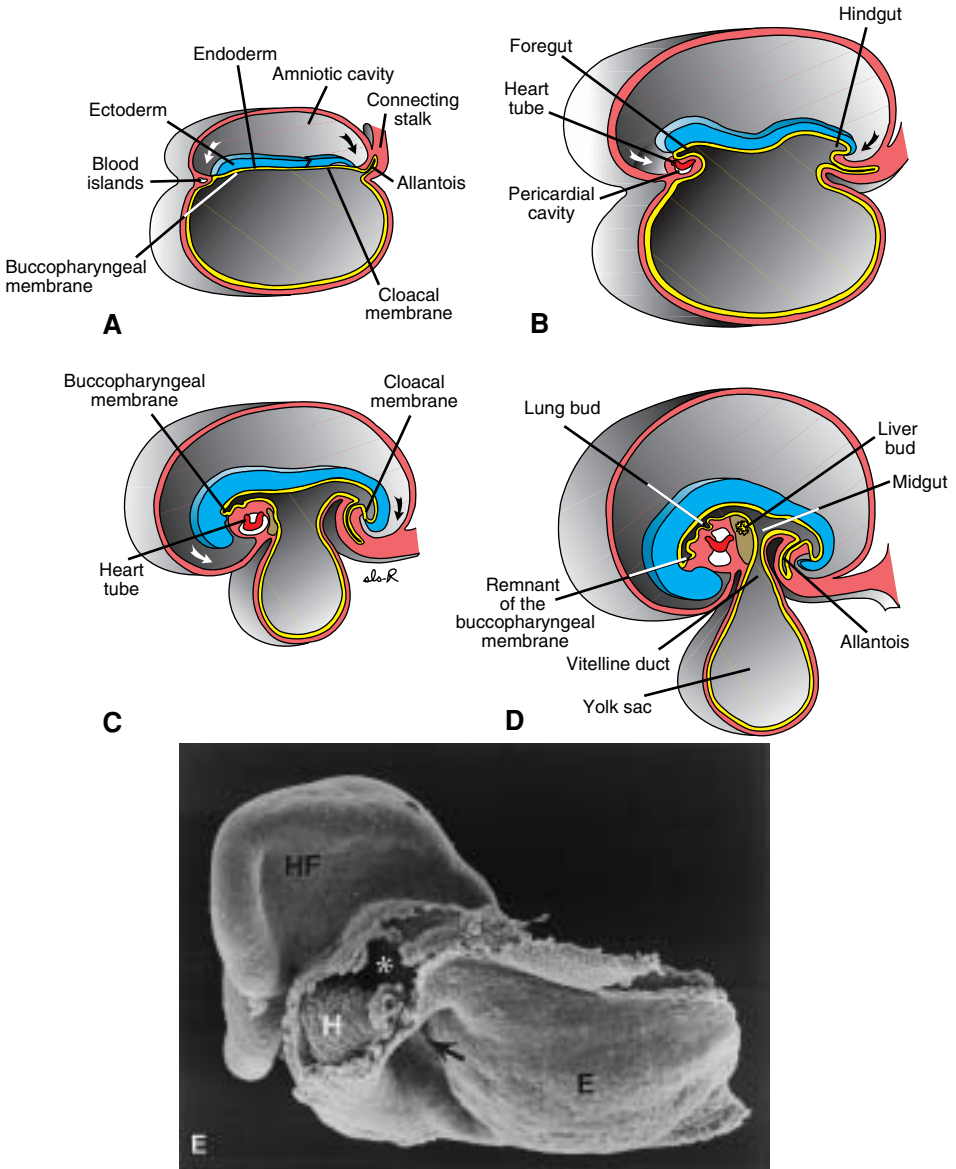 Endoderm
Amniotic cavity
Ectoderm
Connecting
stalk
Blood
islands
Allantois
Buccopharyngeal
membrane
Cloacal
membrane
A
Hindgut
Foregut
Heart
tube
Pericardial
cavity
B
Buccopharyngeal
membrane
Cloacal
membrane
Heart
tube
sls-R
C
Lung bud
Liver
bud
Midgut
Remnant
of the
buccopharyngeal
membrane
Allantois
Vitelline duct
Yolk sac
D
HF
*
H
E
E